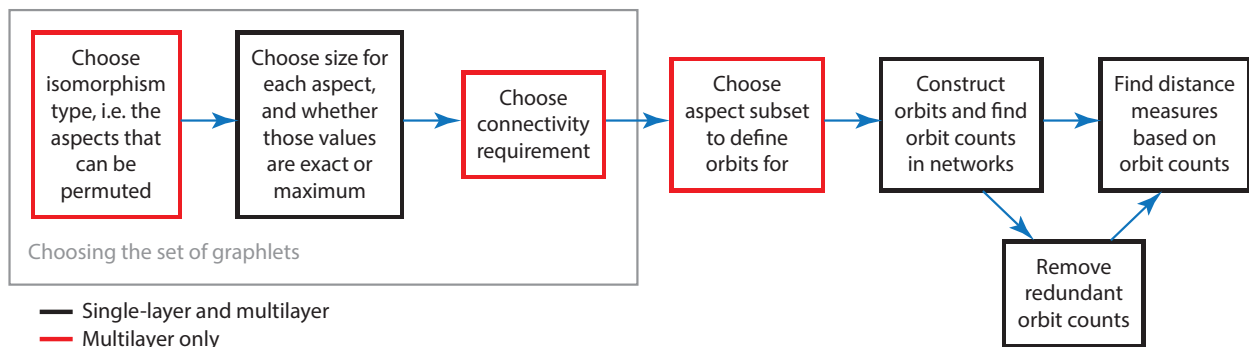 Choose
isomorphism
type, i.e. the
aspects that
can be
permuted
Choose size for
each aspect,
and whether
those values
are exact or
maximum
Choose
connectivity
requirement
Choose
aspect subset
to define
orbits for
Construct
orbits and find
orbit counts
in networks
Find distance
measures
based on
orbit counts
Remove
redundant
orbit counts
Choosing the set of graphlets
Single-layer and multilayer
Multilayer only